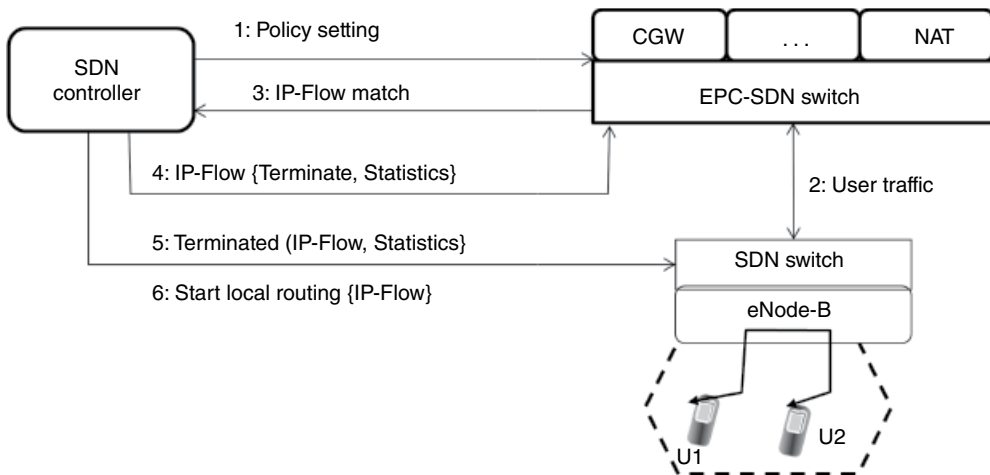 1: Policy setting
CGW
. . .
NAT
SDN
controller
3: IP-Flow match
EPC-SDN switch
4: IP-Flow {Terminate, Statistics}
2: User traffic
5: Terminated (IP-Flow, Statistics}
SDN switch
6: Start local routing {IP-Flow}
eNode-B
U1
U2